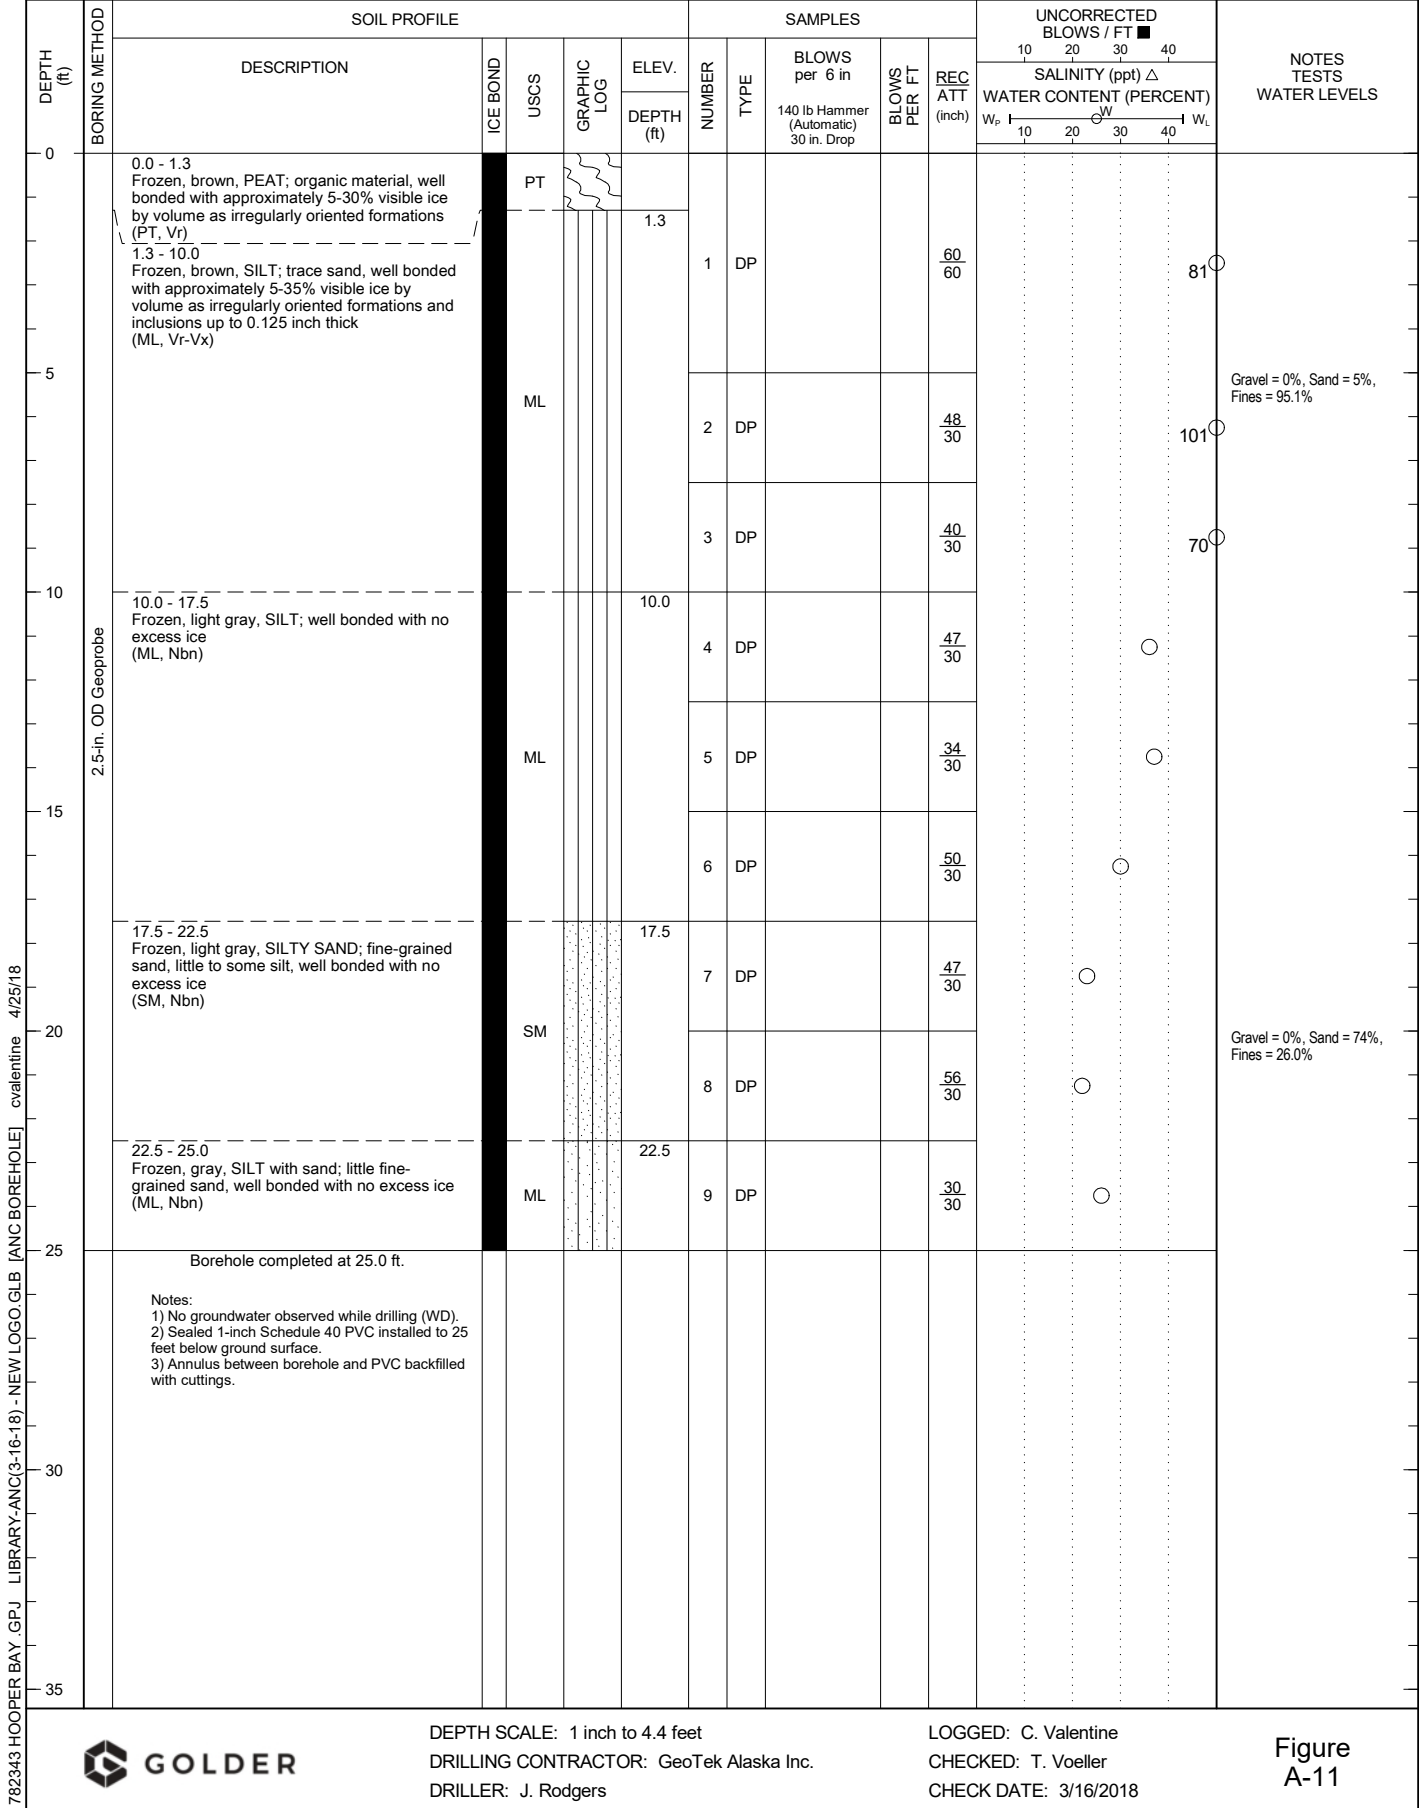 SOIL PROFILE
SAMPLES
UNCORRECTED
BLOWS / FT ■
10 20 30 40
SALINITY (ppt) △
WATER CONTENT (PERCENT)
Wₚ W W_L
10 20 30 40
NOTES
TESTS
WATER LEVELS
DEPTH
(ft)
BORING METHOD
DESCRIPTION
ICE BOND
USCS
GRAPHIC
LOG
ELEV.
DEPTH
(ft)
NUMBER
TYPE
BLOWS
per 6 in
140 lb Hammer
(Automatic)
30 in. Drop
BLOWS
PER FT
REC
ATT
(inch)
0
2.5-in. OD Geoprobe
0.0 - 1.3
Frozen, brown, PEAT; organic material, well
bonded with approximately 5-30% visible ice
by volume as irregularly oriented formations
(PT, Vr)
PT
1.3
1.3 - 10.0
Frozen, brown, SILT; trace sand, well bonded
with approximately 5-35% visible ice by
volume as irregularly oriented formations and
inclusions up to 0.125 inch thick
(ML, Vr-Vx)
1 DP 60
60
81
5
ML
Gravel = 0%, Sand = 5%,
Fines = 95.1%
2 DP 48
30
101
3 DP 40
30
70
10
10.0 - 17.5
Frozen, light gray, SILT; well bonded with no
excess ice
(ML, Nbn)
10.0
4 DP 47
30
ML
5 DP 34
30
15
6 DP 50
30
17.5 - 22.5
Frozen, light gray, SILTY SAND; fine-grained
sand, little to some silt, well bonded with no
excess ice
(SM, Nbn)
17.5
7 DP 47
30
20
SM
Gravel = 0%, Sand = 74%,
Fines = 26.0%
8 DP 56
30
22.5 - 25.0
Frozen, gray, SILT with sand; little fine-
grained sand, well bonded with no excess ice
(ML, Nbn)
22.5
ML
9 DP 30
30
25
Borehole completed at 25.0 ft.
Notes:
1) No groundwater observed while drilling (WD).
2) Sealed 1-inch Schedule 40 PVC installed to 25
feet below ground surface.
3) Annulus between borehole and PVC backfilled
with cuttings.
30
35
782343 HOOPER BAY .GPJ LIBRARY-ANC(3-16-18) - NEW LOGO.GLB [ANC BOREHOLE] cvalentine 4/25/18
GOLDER
DEPTH SCALE: 1 inch to 4.4 feet
DRILLING CONTRACTOR: GeoTek Alaska Inc.
DRILLER: J. Rodgers
LOGGED: C. Valentine
CHECKED: T. Voeller
CHECK DATE: 3/16/2018
Figure
A-11